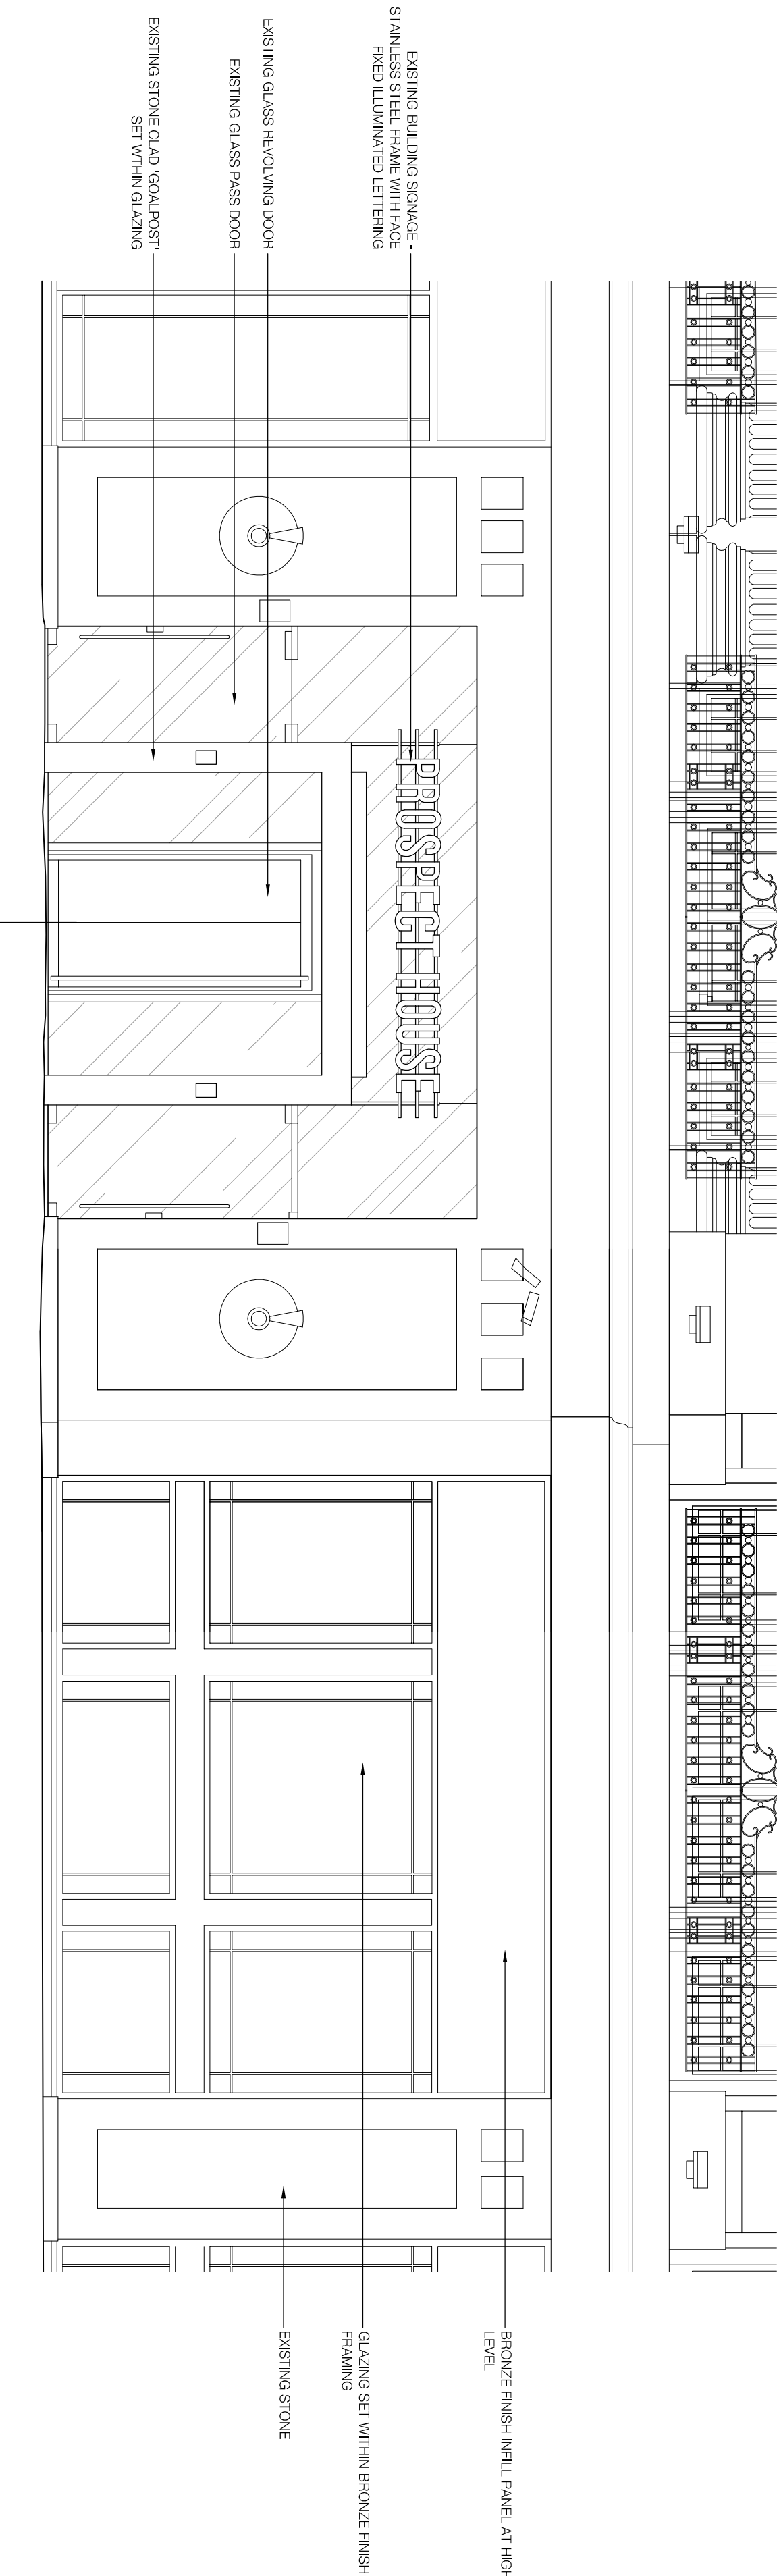 EXISTING BUILDING SIGNAGE -
STAINLESS STEEL FRAME WITH FACE
FIXED ILLUMINATED LETTERING
EXISTING GLASS REVOLVING DOOR
EXISTING GLASS PASS DOOR
EXISTING STONE CLAD 'GOALPOST'
SET WTHIN GLAZING
PROSPECT HOUSE
BRONZE FINISH INFILL PANEL AT HIGH
LEVEL
GLAZING SET WITHIN BRONZE FINISH
FRAMING
EXISTING STONE